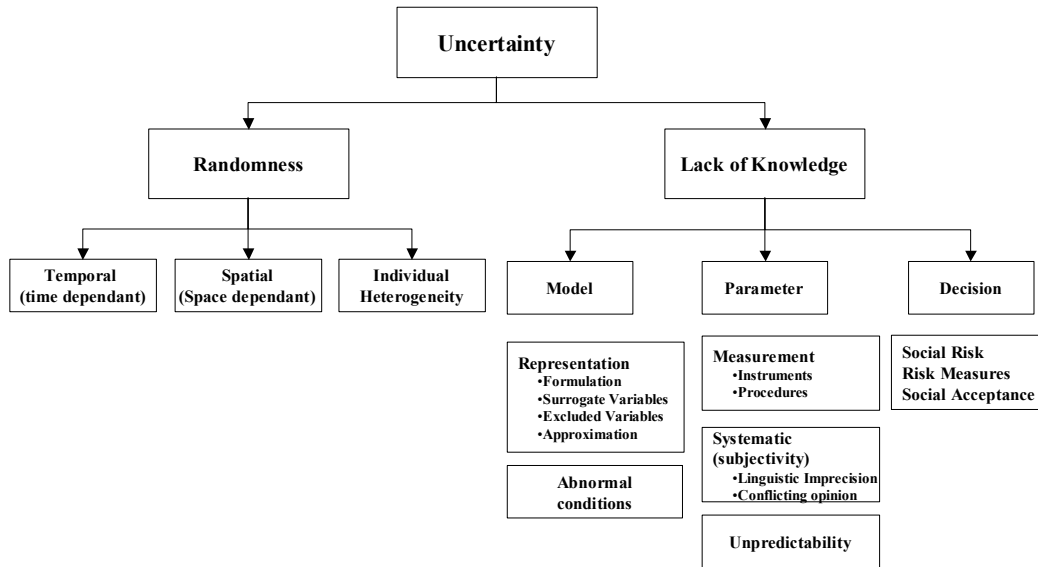 Uncertainty
Randomness
Lack of Knowledge
Temporal
(time dependant)
Spatial
(Space dependant)
Individual
Heterogeneity
Model
Parameter
Decision
Representation
•Formulation
•Surrogate Variables
•Excluded Variables
•Approximation
Abnormal
conditions
Measurement
•Instruments
•Procedures
Systematic
(subjectivity)
•Linguistic Imprecision
•Conflicting opinion
Unpredictability
Social Risk
Risk Measures
Social Acceptance